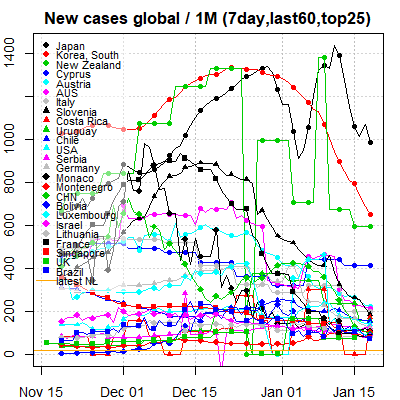 New cases global / 1M (7day,last60,top25)
1400
1200
1000
800
600
400
200
0
Japan
Korea, South
New Zealand
Cyprus
Austria
AUS
Italy
Slovenia
Costa Rica
Uruguay
Chile
USA
Serbia
Germany
Monaco
Montenegro
CHN
Bolivia
Luxembourg
Israel
Lithuania
France
Singapore
UK
Brazil
latest NL
Nov 15
Dec 01
Dec 15
Jan 01
Jan 15